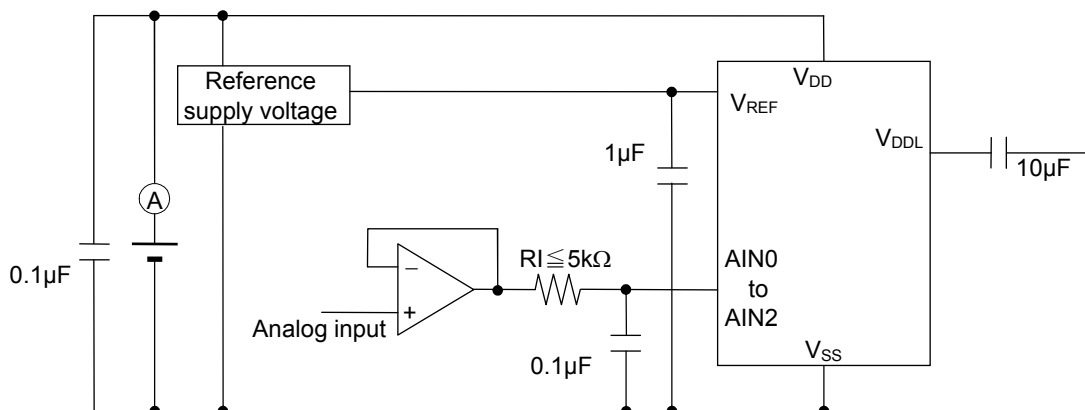 Reference
supply voltage
VDD
VREF
VDDL
1µF
10µF
A
0.1µF
RI≦5kΩ
AIN0
to
AIN2
−
+
Analog input
0.1µF
VSS